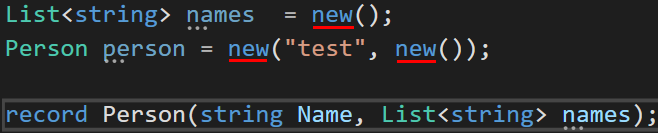 List<string> names  = new();
Person person = new("test", new());
record Person(string Name, List<string> names);